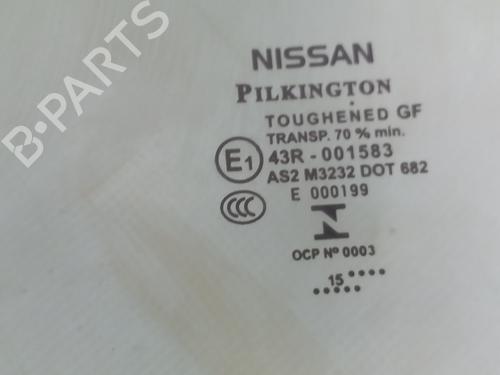 B-PARTS
NISSAN
PILKINGTON
TOUGHENED GF
TRANSP. 70 % min.
E1 43R - 001583
AS2 M3232 DOT 682
E 000199
CCC
OCP Nº 0003
15